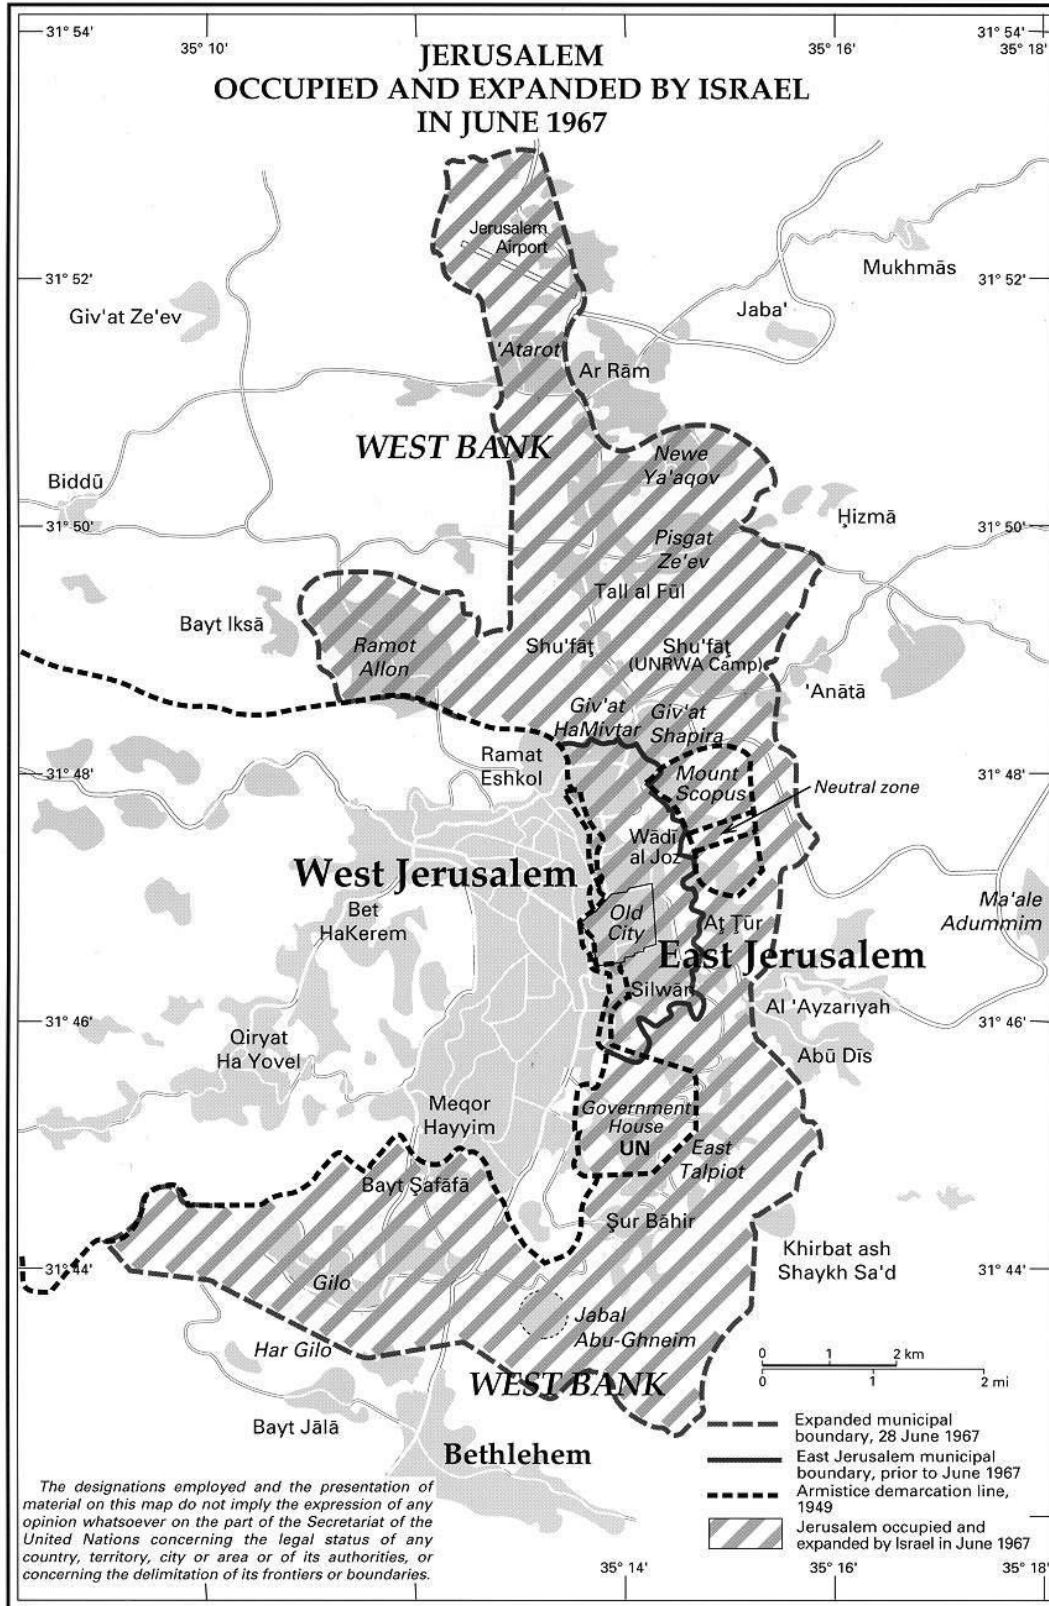 31° 54'
35° 10'
35° 16'
31° 54'
35° 18'
JERUSALEM
OCCUPIED AND EXPANDED BY ISRAEL
IN JUNE 1967
Jerusalem
Airport
Mukhmās
31° 52'
31° 52'
Giv'at Ze'ev
Jaba'
'Atarot
Ar Rām
WEST BANK
Newe
Ya'aqov
Biddū
31° 50'
Ḩizmā
31° 50'
Pisgat
Ze'ev
Tall al Fūl
Bayt Iksā
Ramot
Allon
Shu'fāţ
Shu'fāţ
(UNRWA Camp)
'Anātā
Giv'at
HaMivtar
Giv'at
Shapira
Ramat
Eshkol
31° 48'
Mount
Scopus
31° 48'
Neutral zone
Wādī
al Joz
West Jerusalem
Bet
HaKerem
Old
City
Aţ Ţūr
Ma'ale
Adummim
East Jerusalem
Silwān
Al 'Ayzarīyah
31° 46'
31° 46'
Qiryat
Ha Yovel
Abū Dīs
Meqor
Hayyim
Government
House
UN
East
Talpiot
Bayt Şafāfā
Şur Bāhir
Khirbat ash
Shaykh Sa'd
31° 44'
31° 44'
Gilo
Jabal
Abu-Ghneim
Har Gilo
0 1 2 km
0 1 2 mi
WEST BANK
Bayt Jālā
Bethlehem
Expanded municipal
boundary, 28 June 1967
East Jerusalem municipal
boundary, prior to June 1967
Armistice demarcation line,
1949
Jerusalem occupied and
expanded by Israel in June 1967
The designations employed and the presentation of
material on this map do not imply the expression of any
opinion whatsoever on the part of the Secretariat of the
United Nations concerning the legal status of any
country, territory, city or area or of its authorities, or
concerning the delimitation of its frontiers or boundaries.
35° 14'
35° 16'
35° 18'